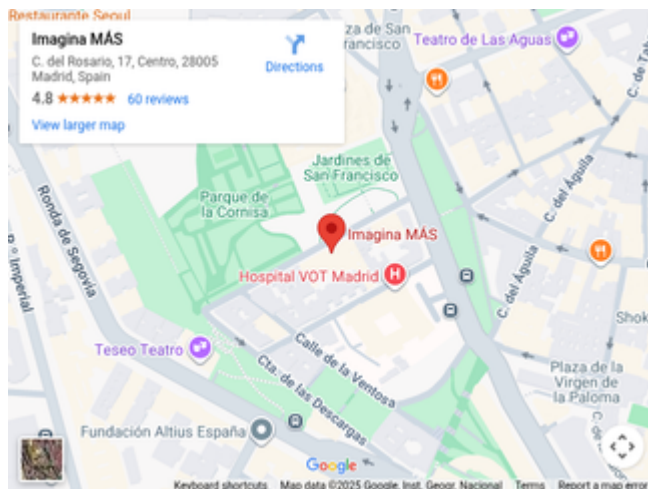 Restaurante Seoul
Imagina MÁS
C. del Rosario, 17, Centro, 28005
Madrid, Spain
Directions
4.8
60 reviews
View larger map
Teatro de Las Aguas
Jardines de
San Francisco
Parque de
la Cornisa
Imagina MÁS
Hospital VOT Madrid
H
C. del Águila
C. del Águila
Ronda de Segovia
Imperial
Teseo Teatro
Calle de la Ventosa
Cta. de las Descargas
Plaza de la
Virgen de
la Paloma
Fundación Altius España
Google
Keyboard shortcuts Map data ©2025 Google, Inst. Geogr. Nacional Terms Report a map error